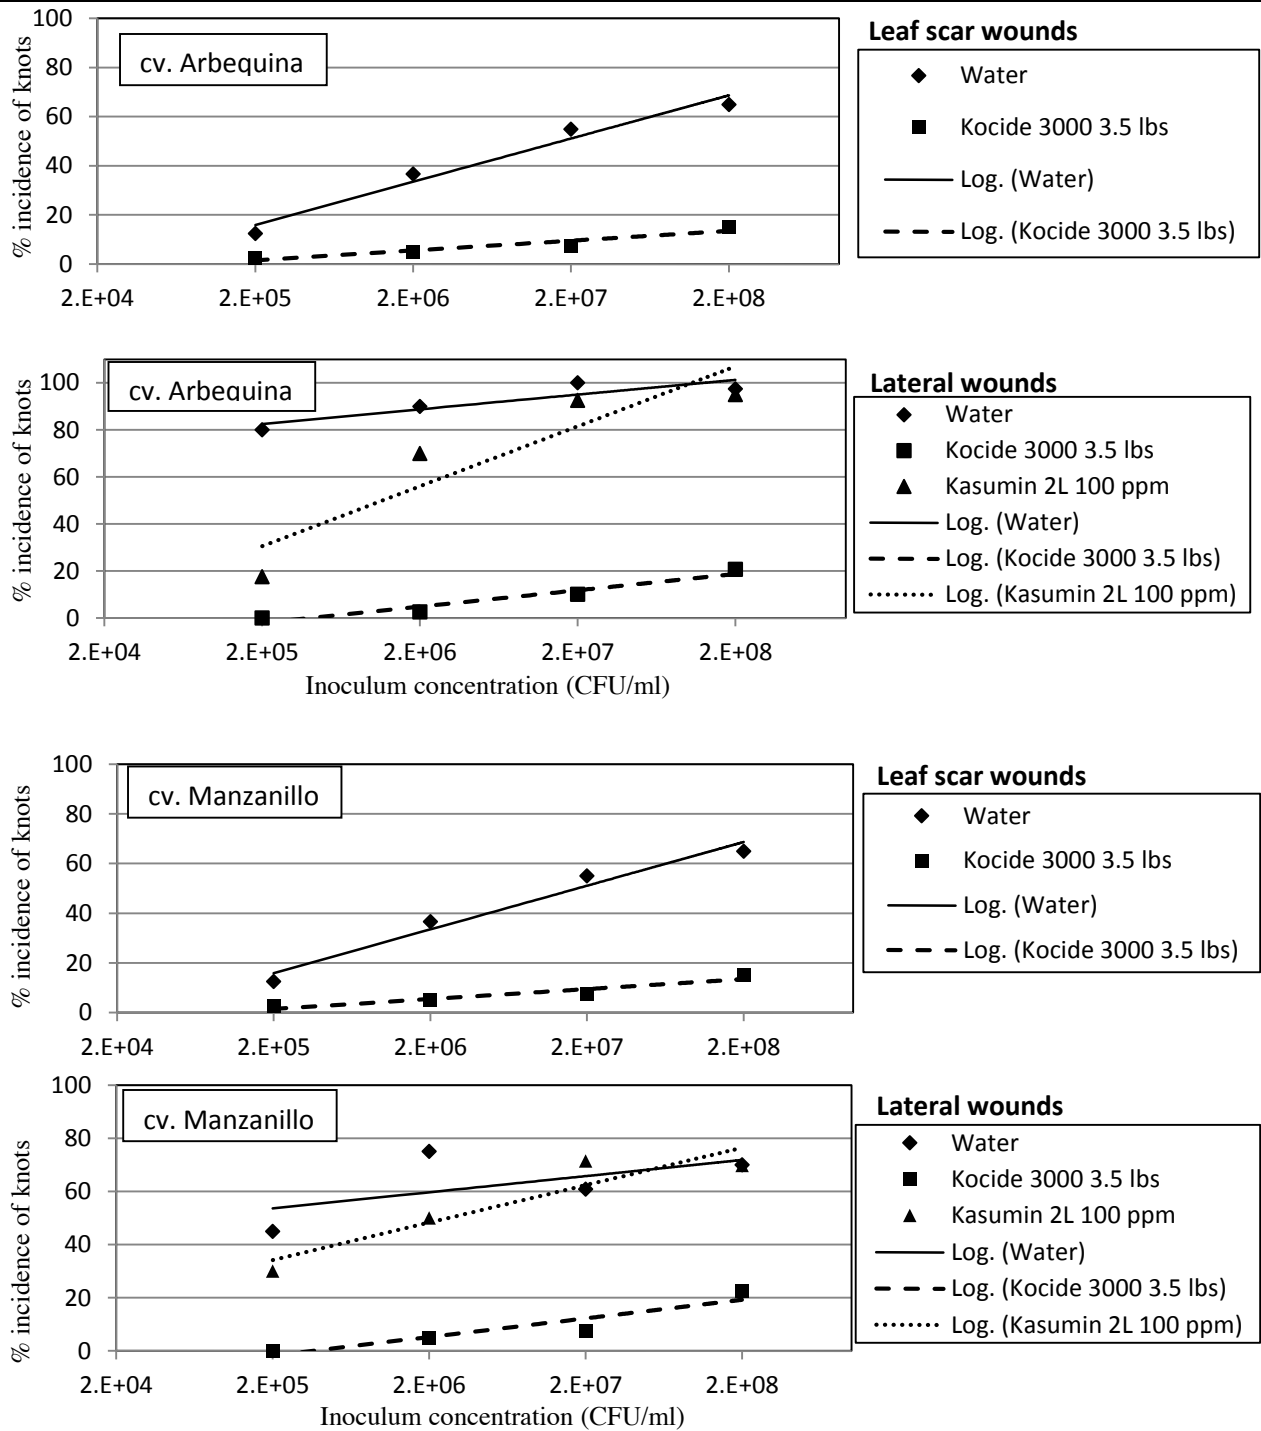 100
80
60
40
20
0
% incidence of knots
cv. Arbequina
2.E+04 2.E+05 2.E+06 2.E+07 2.E+08
Leaf scar wounds
Water
Kocide 3000 3.5 lbs
Log. (Water)
Log. (Kocide 3000 3.5 lbs)
100
80
60
40
20
0
% incidence of knots
cv. Arbequina
2.E+04 2.E+05 2.E+06 2.E+07 2.E+08
Inoculum concentration (CFU/ml)
Lateral wounds
Water
Kocide 3000 3.5 lbs
Kasumin 2L 100 ppm
Log. (Water)
Log. (Kocide 3000 3.5 lbs)
Log. (Kasumin 2L 100 ppm)
100
80
60
40
20
0
% incidence of knots
cv. Manzanillo
2.E+04 2.E+05 2.E+06 2.E+07 2.E+08
Leaf scar wounds
Water
Kocide 3000 3.5 lbs
Log. (Water)
Log. (Kocide 3000 3.5 lbs)
100
80
60
40
20
0
% incidence of knots
cv. Manzanillo
2.E+04 2.E+05 2.E+06 2.E+07 2.E+08
Inoculum concentration (CFU/ml)
Lateral wounds
Water
Kocide 3000 3.5 lbs
Kasumin 2L 100 ppm
Log. (Water)
Log. (Kocide 3000 3.5 lbs)
Log. (Kasumin 2L 100 ppm)